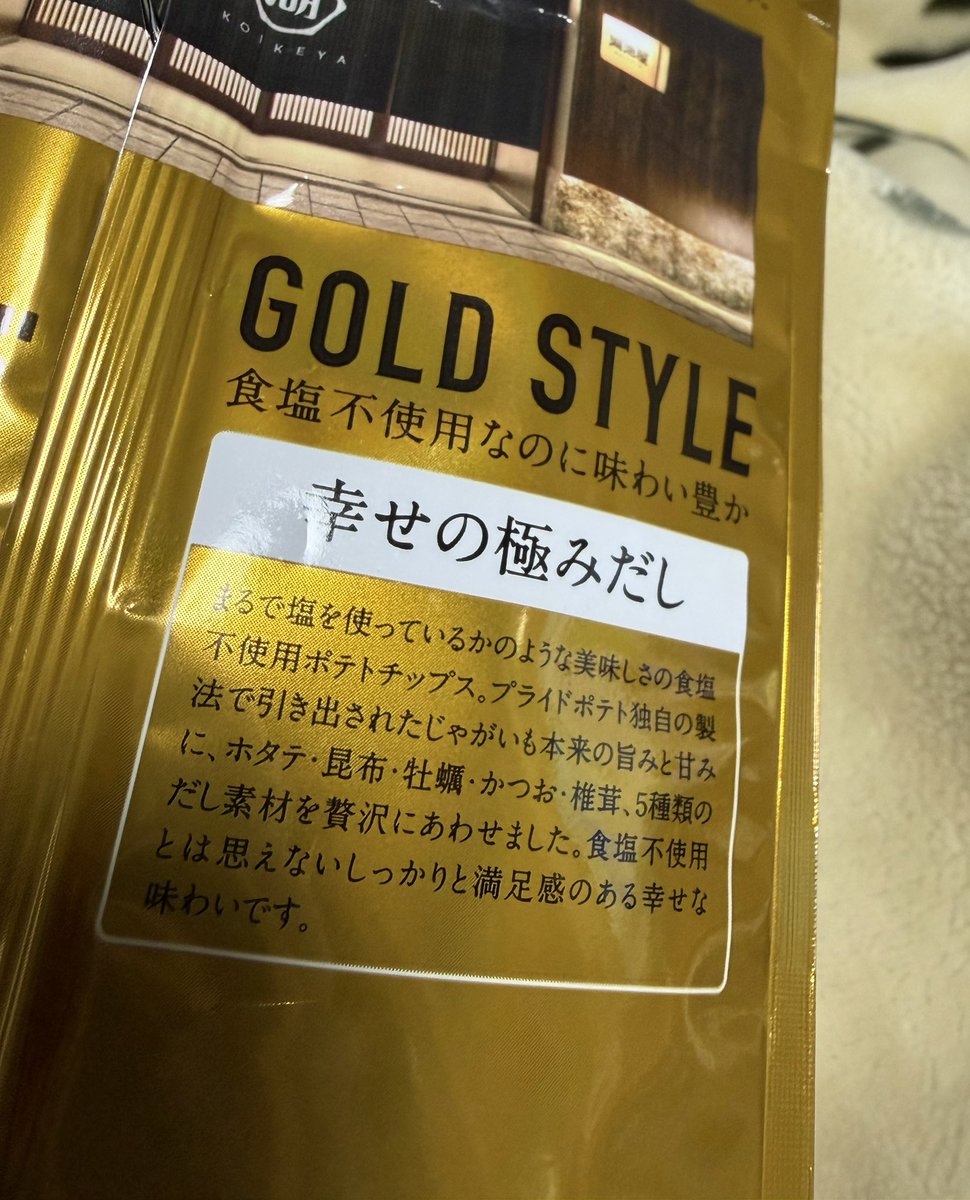 湖
KOIKEYA
湖池屋
GOLD STYLE
食塩不使用なのに味わい豊か
幸せの極みだし
まるで塩を使っているかのような美味しさの食塩
不使用ポテトチップス。プライドポテト独自の製
法で引き出されたじゃがいも本来の旨みと甘み
に、ホタテ・昆布・牡蠣・かつお・椎茸、5種類の
だし素材を贅沢にあわせました。食塩不使用
とは思えないしっかりと満足感のある幸せな
味わいです。